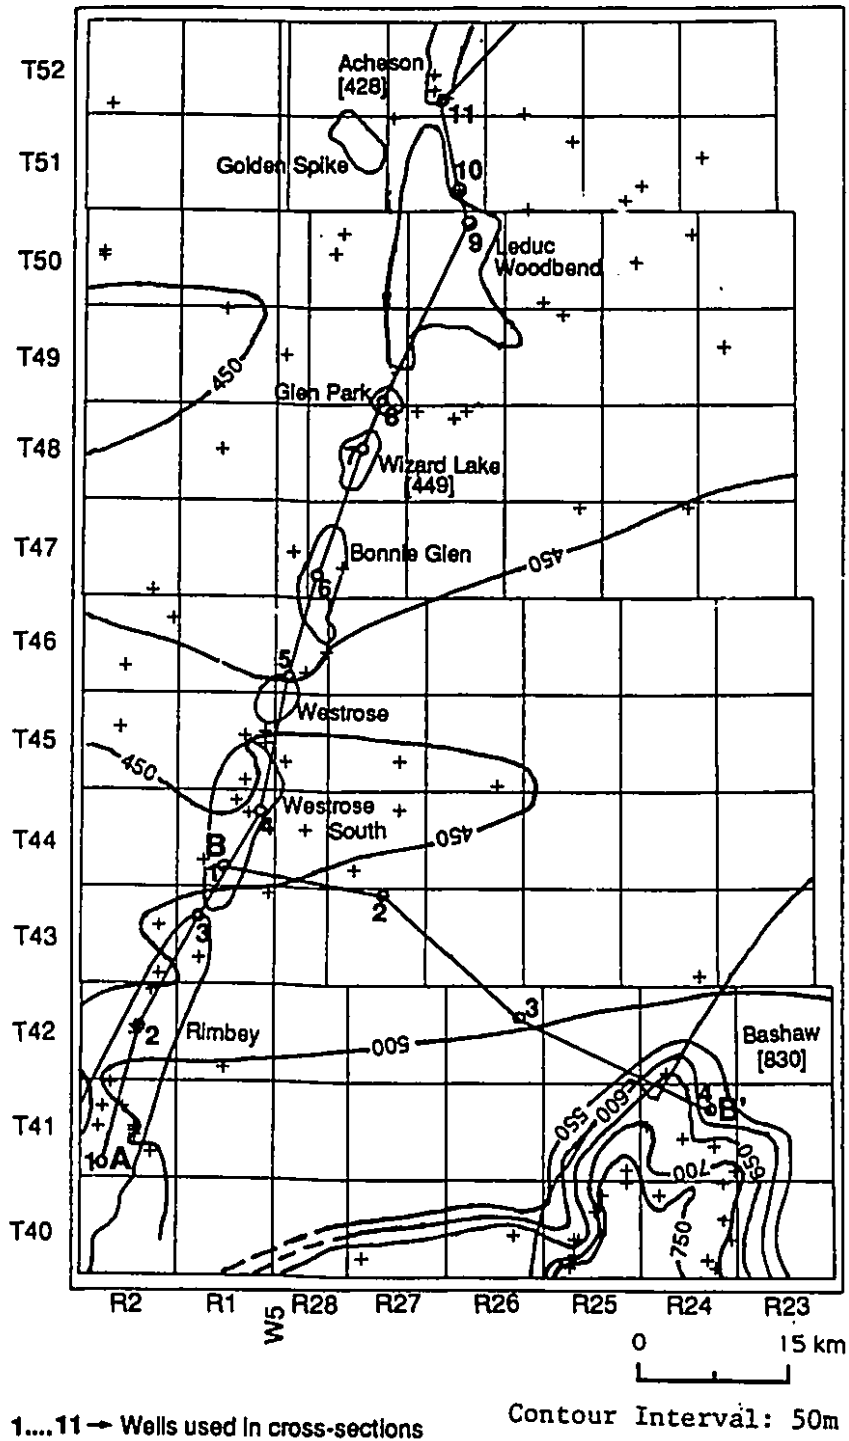 T52
Acheson
[428]
11
T51
Golden Spike
10
9
T50
Leduc
Woodbend
T49
450
Glen Park
8
T48
7
Wizard Lake
[449]
T47
Bonnie Glen
450
6
T46
5
Westrose
T45
450
Westrose
South
4
T44
450
B
1
2
T43
3
T42
2
Rimbey
3
500
Bashaw
[830]
T41
550
<600
4
B'
650
700
1
A
T40
750
R2
R1
W5
R28
R27
R26
R25
R24
R23
0
15 km
1....11 → Wells used in cross-sections
Contour Interval: 50m